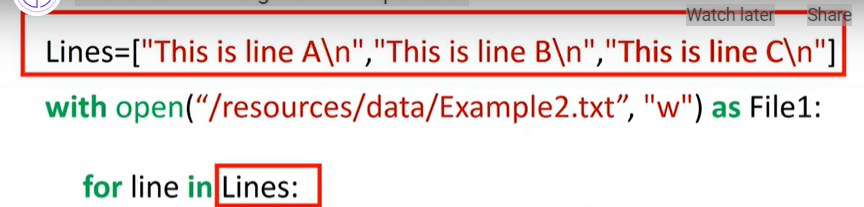 Watch later Share
Lines=["This is line A\n","This is line B\n","This is line C\n"]
with open(“/resources/data/Example2.txt”, "w") as File1:
for line in Lines: